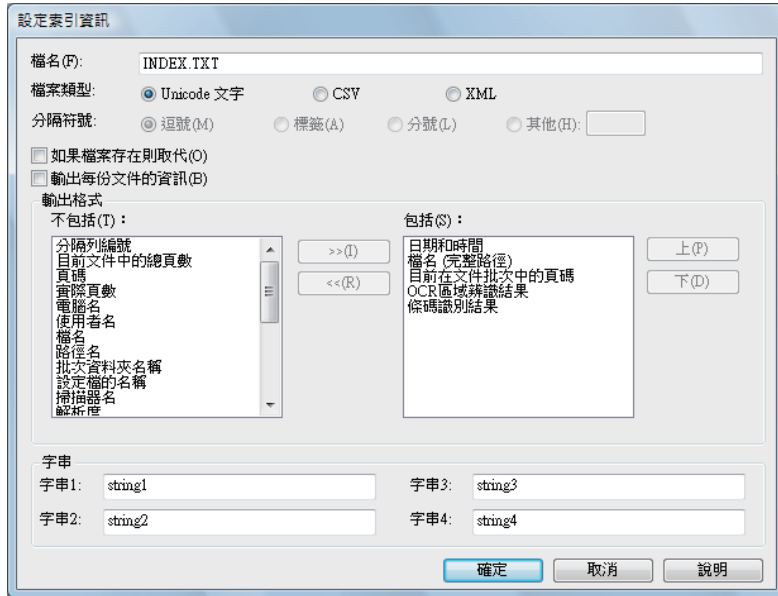 設定索引資訊
檔名(F): INDEX.TXT
檔案類型: Unicode 文字 CSV XML
分隔符號: 逗號(M) 標籤(A) 分號(L) 其他(H):
如果檔案存在則取代(O)
輸出每份文件的資訊(B)
輸出格式
不包括(T)： 包括(S)：
分隔列編號
目前文件中的總頁數
頁碼
實際頁數
電腦名
使用者名
檔名
路徑名
批次資料夾名稱
設定檔的名稱
掃描器名
解析度
>>(I)
<<(R)
日期和時間
檔名 (完整路徑)
目前在文件批次中的頁碼
OCR區域辨識結果
條碼識別結果
上(P)
下(D)
字串
字串1: string1 字串3: string3
字串2: string2 字串4: string4
確定 取消 說明